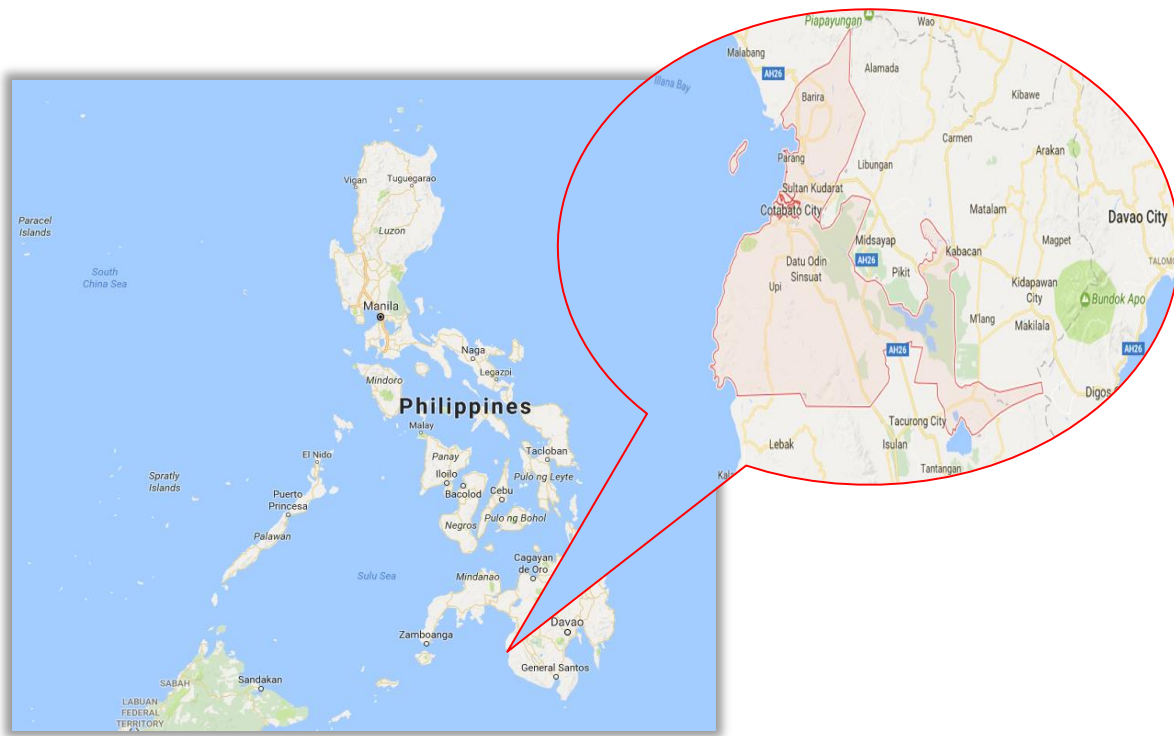 Vigan
Tuguegarao
Paracel
Islands
Luzon
South
China Sea
Manila
Naga
Legazpi
Mindoro
Philippines
Malay
El Nido
Panay
Tacloban
Spratly
Islands
Iloilo
Bacolod
Cebu
Pulo ng Leyte
Puerto
Princesa
Negros
Pulo ng Bohol
Palawan
Cagayan
de Oro
Sulu Sea
Mindanao
Davao
Zamboanga
General Santos
SABAH
Sandakan
LABUAN
FEDERAL
TERRITORY
Piapayungan
Wao
Malabang
AH26
Alamada
Illana Bay
Barira
Kibawe
Carmen
Parang
Libungan
Arakan
Sultan Kudarat
Cotabato City
Matalam
Davao City
Midsayap
Kabacan
Magpet
Datu Odin
Sinsuat
AH26
Pikit
TALOMO
Upi
Kidapawan
City
Bundok Apo
M'lang
Makilala
AH26
AH26
Digos C
Tacurong City
Lebak
Isulan
Kala
Tantangan